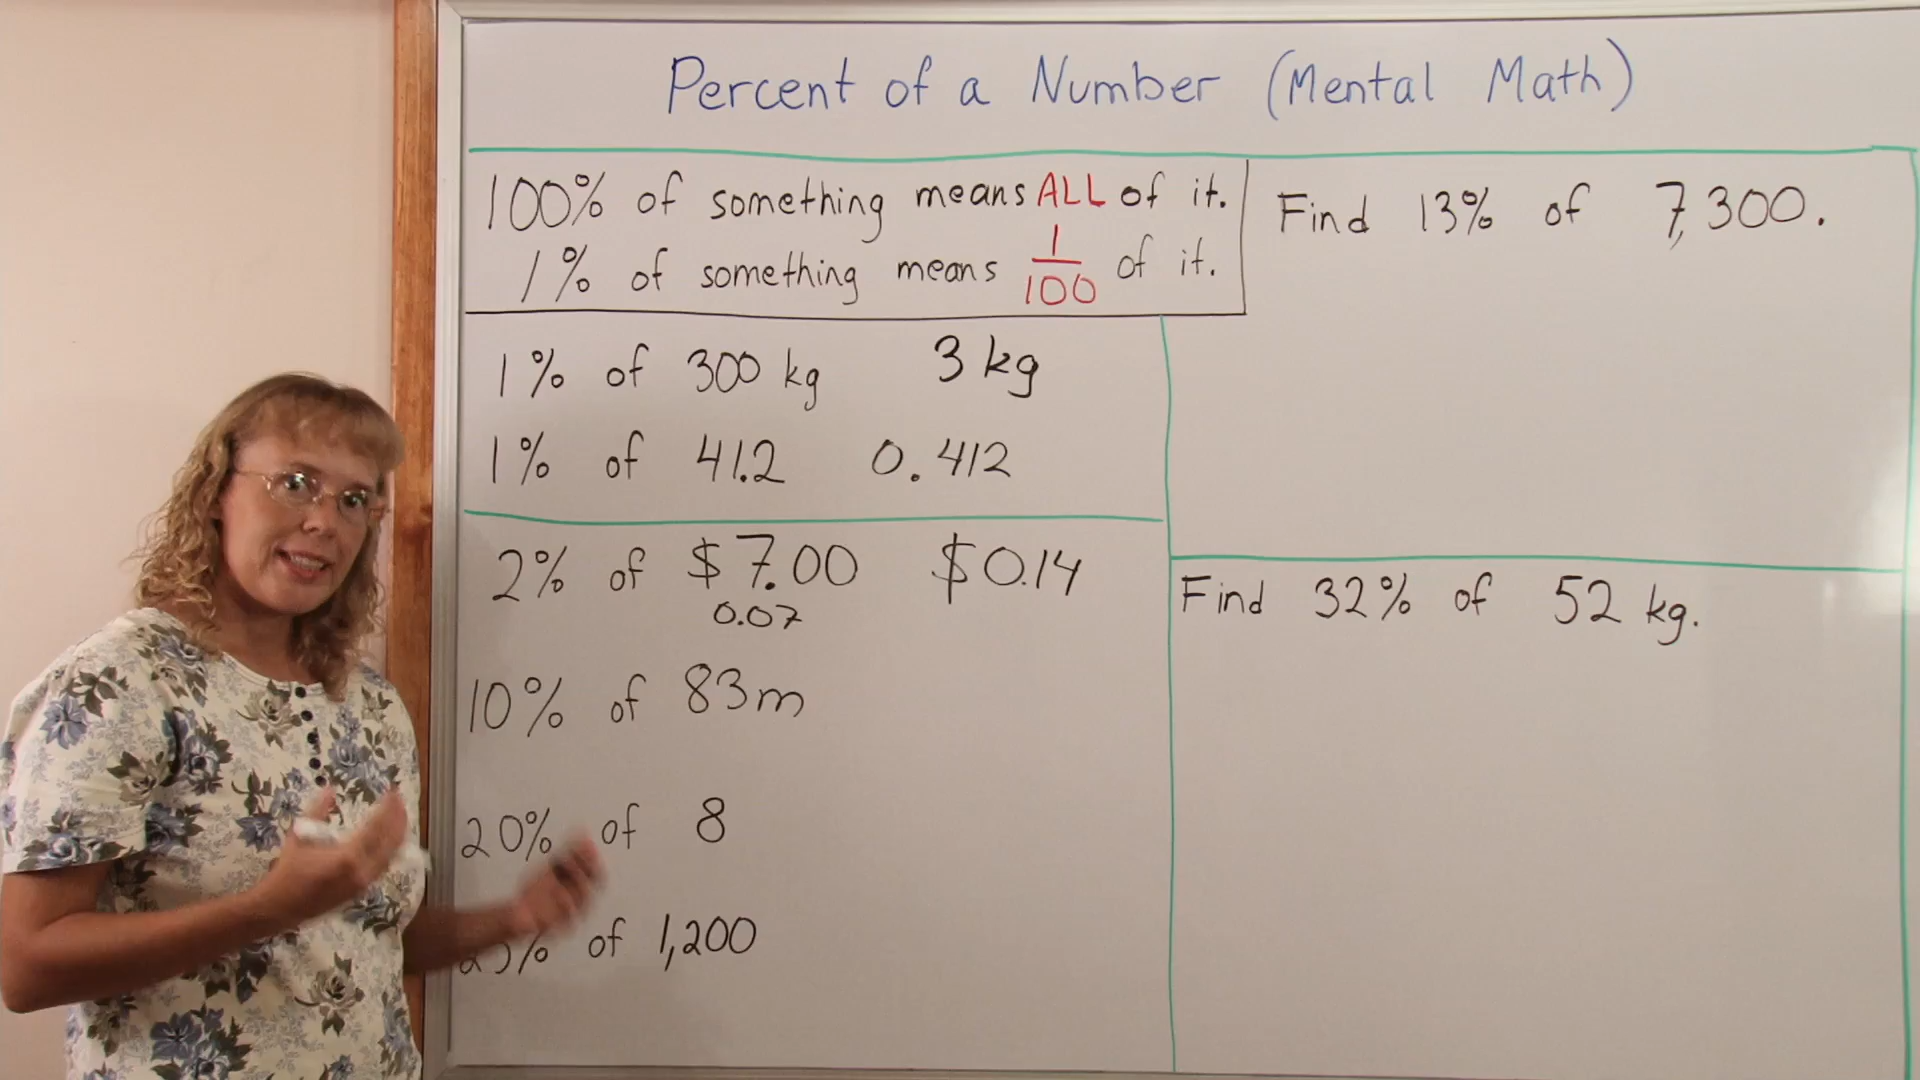 Percent of a Number (Mental Math)
100% of something means ALL of it.
1% of something means 1/100 of it.
1% of 300 kg 3 kg
1% of 41.2 0.412
2% of $7.00 $0.14
0.07
10% of 83m
20% of 8
of 1,200
Find 13% of 7,300.
Find 32% of 52 kg.